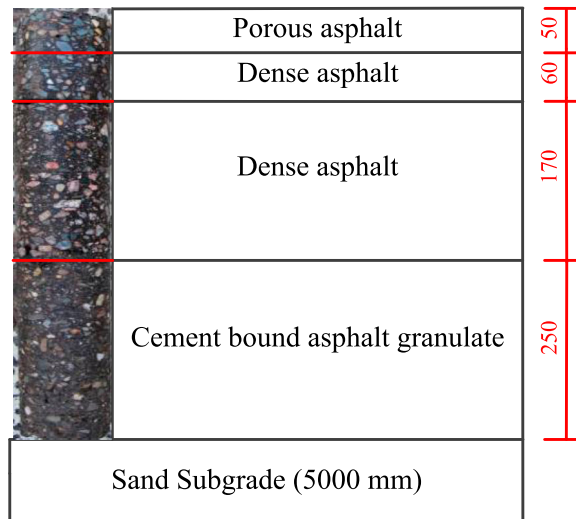 Porous asphalt
50
Dense asphalt
60
Dense asphalt
170
Cement bound asphalt granulate
250
Sand Subgrade (5000 mm)